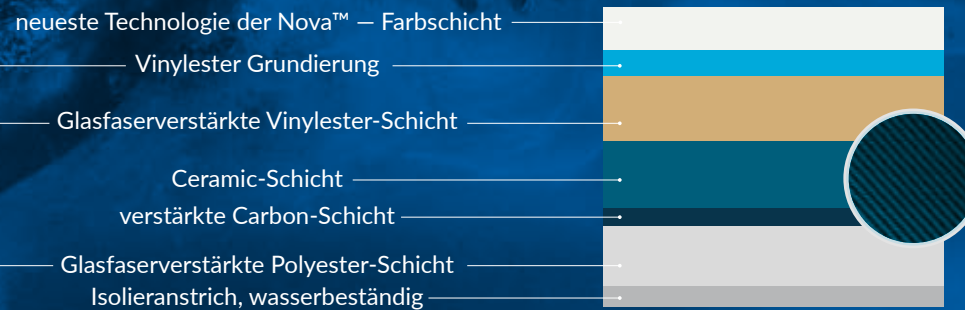 neueste Technologie der Nova™ – Farbschicht
Vinylester Grundierung
Glasfaserverstärkte Vinylester-Schicht
Ceramic-Schicht
verstärkte Carbon-Schicht
Glasfaserverstärkte Polyester-Schicht
Isolieranstrich, wasserbeständig